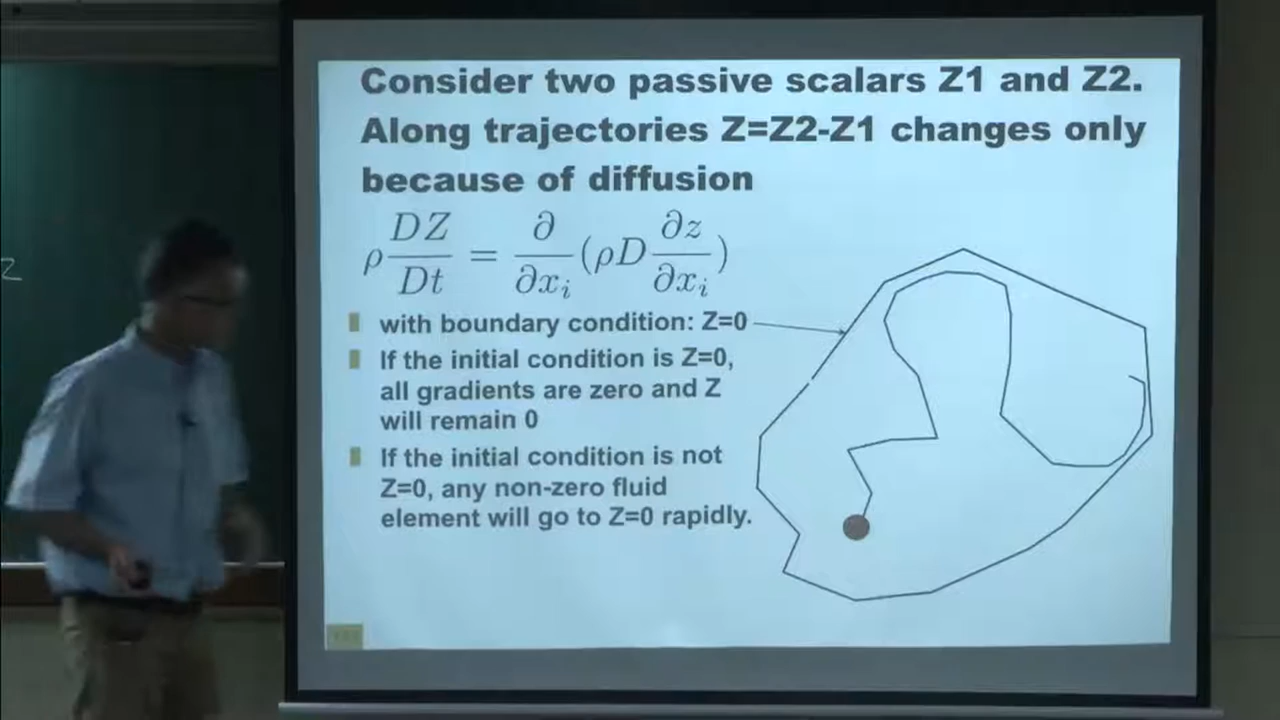 Consider two passive scalars Z1 and Z2.
Along trajectories Z=Z2-Z1 changes only
because of diffusion
ρ DZ/Dt = ∂/∂xᵢ (ρD ∂z/∂xᵢ)
with boundary condition: Z=0
If the initial condition is Z=0,
all gradients are zero and Z
will remain 0
If the initial condition is not
Z=0, any non-zero fluid
element will go to Z=0 rapidly.